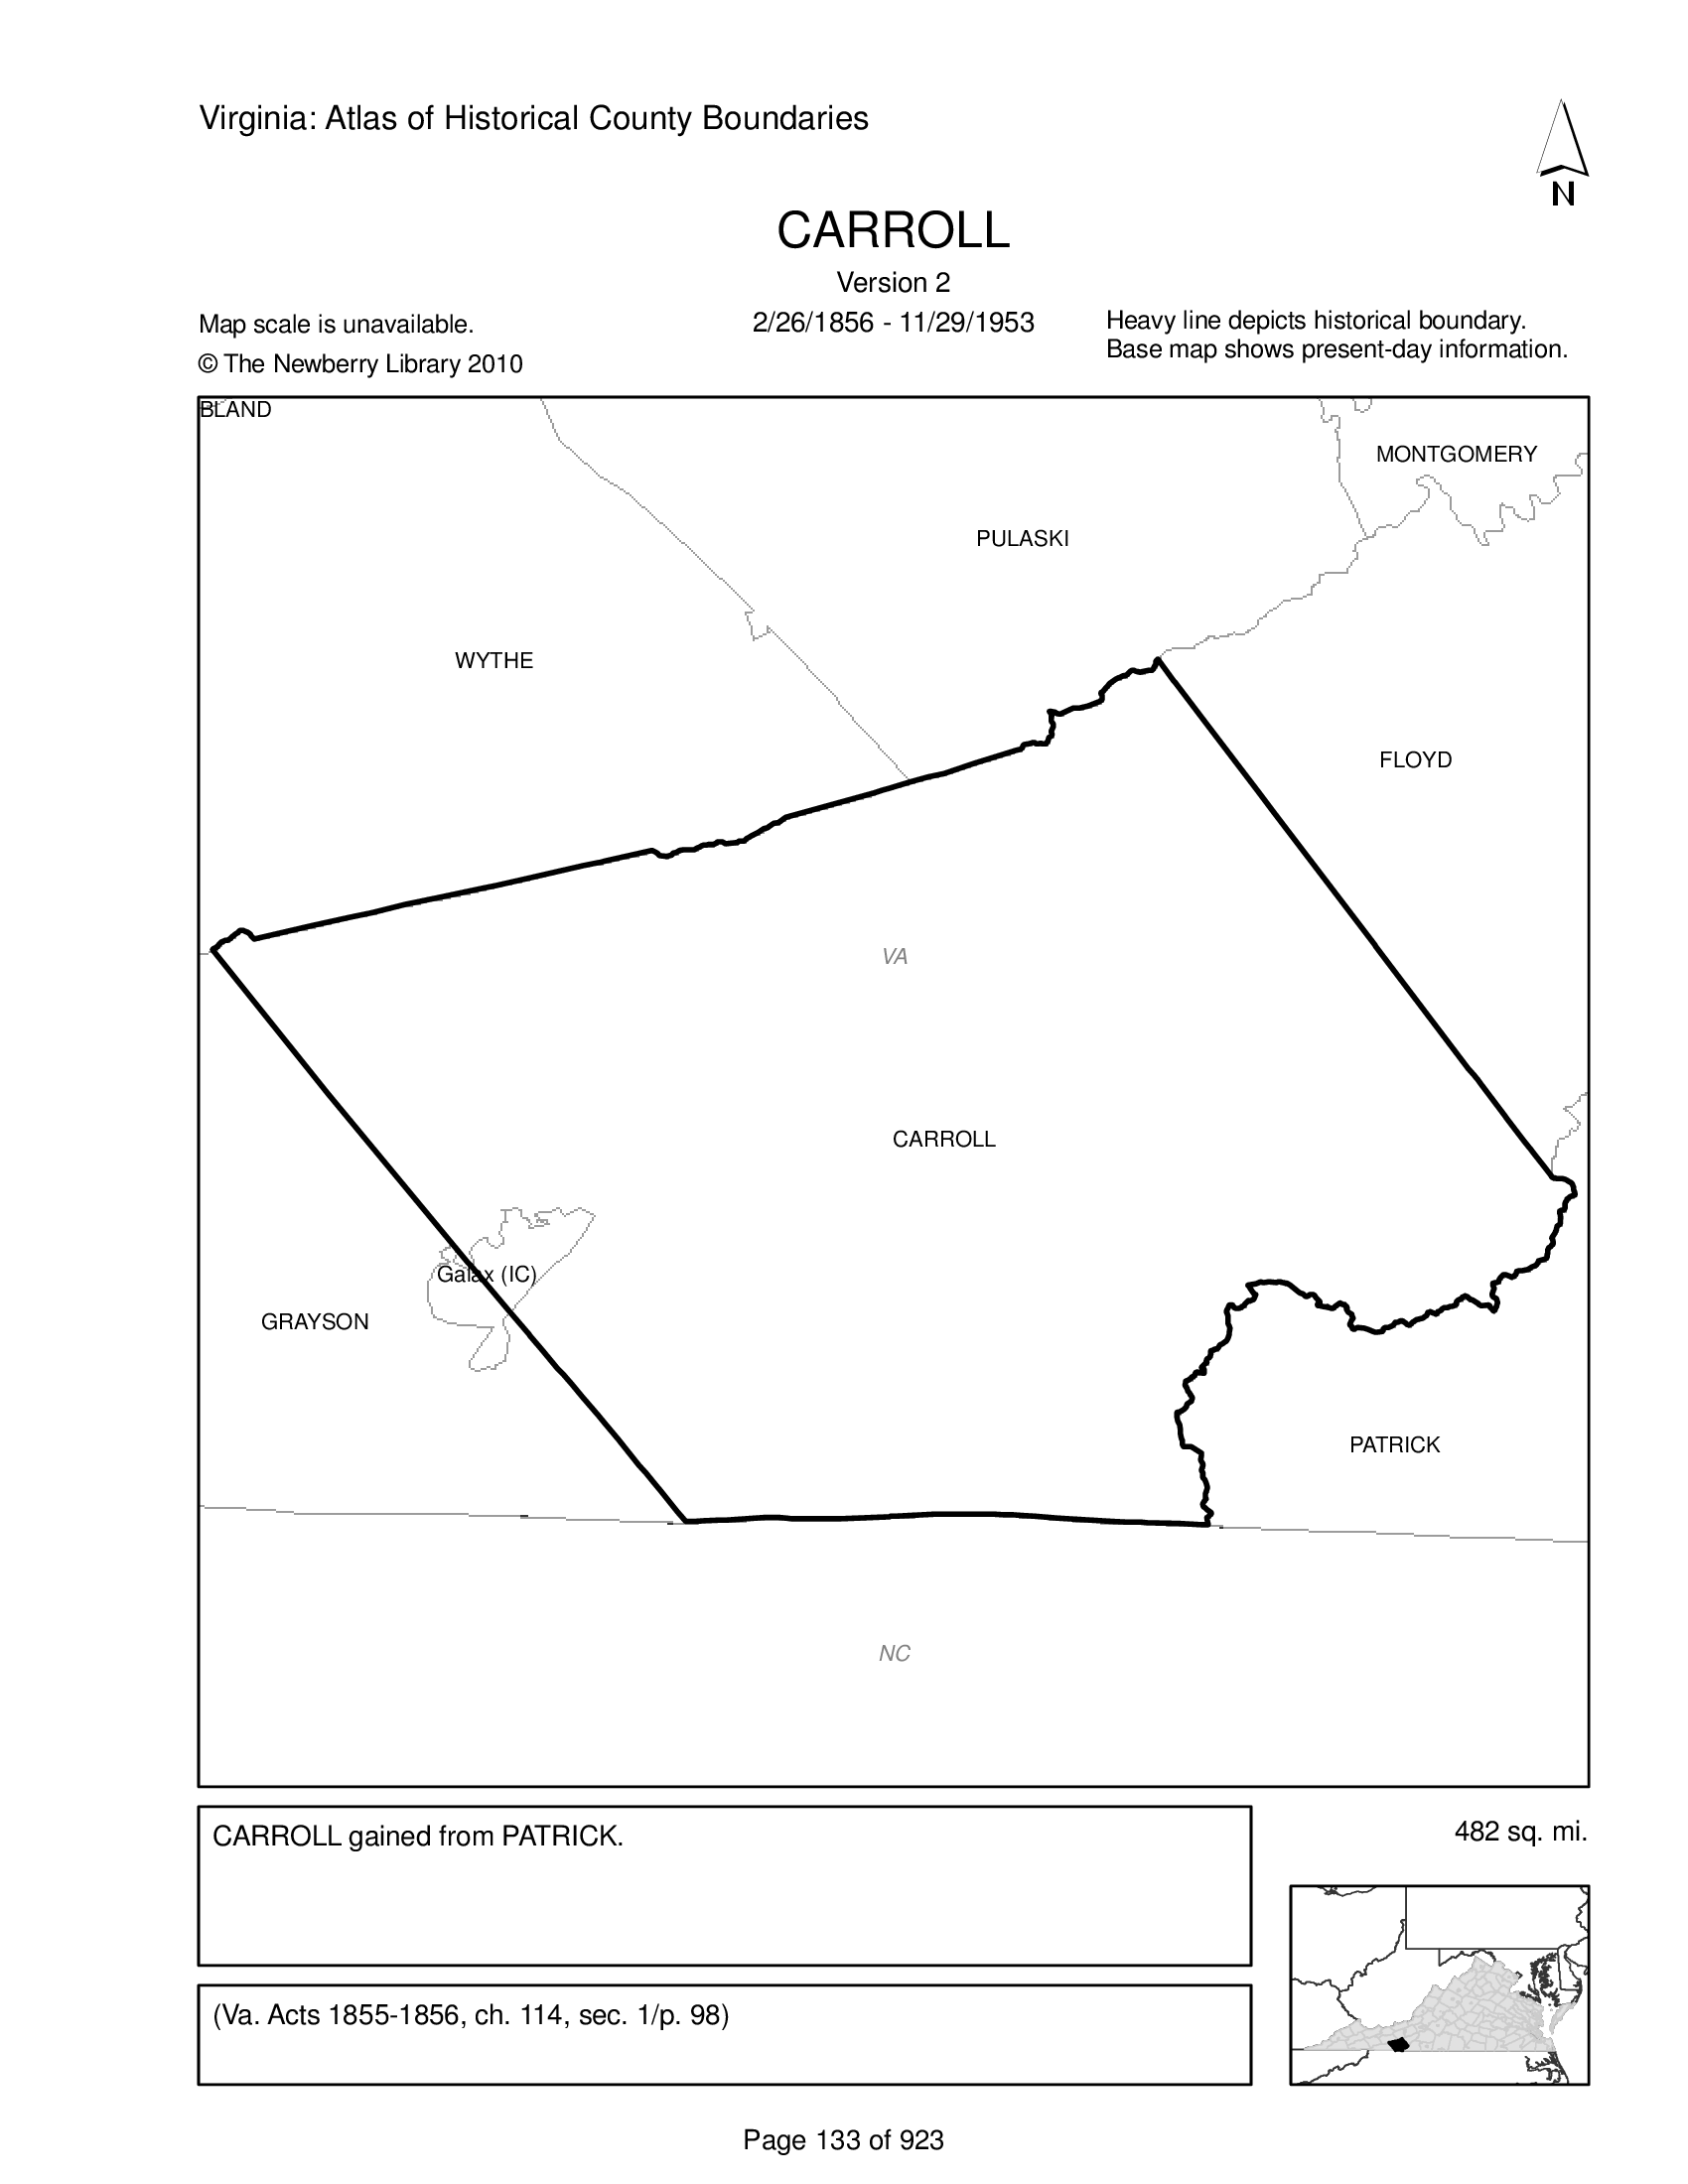 Virginia: Atlas of Historical County Boundaries
N
CARROLL
Version 2
2/26/1856 - 11/29/1953
Map scale is unavailable.
© The Newberry Library 2010
Heavy line depicts historical boundary.
Base map shows present-day information.
BLAND
MONTGOMERY
PULASKI
WYTHE
FLOYD
VA
CARROLL
Galax (IC)
GRAYSON
PATRICK
NC
CARROLL gained from PATRICK.
482 sq. mi.
(Va. Acts 1855-1856, ch. 114, sec. 1/p. 98)
Page 133 of 923